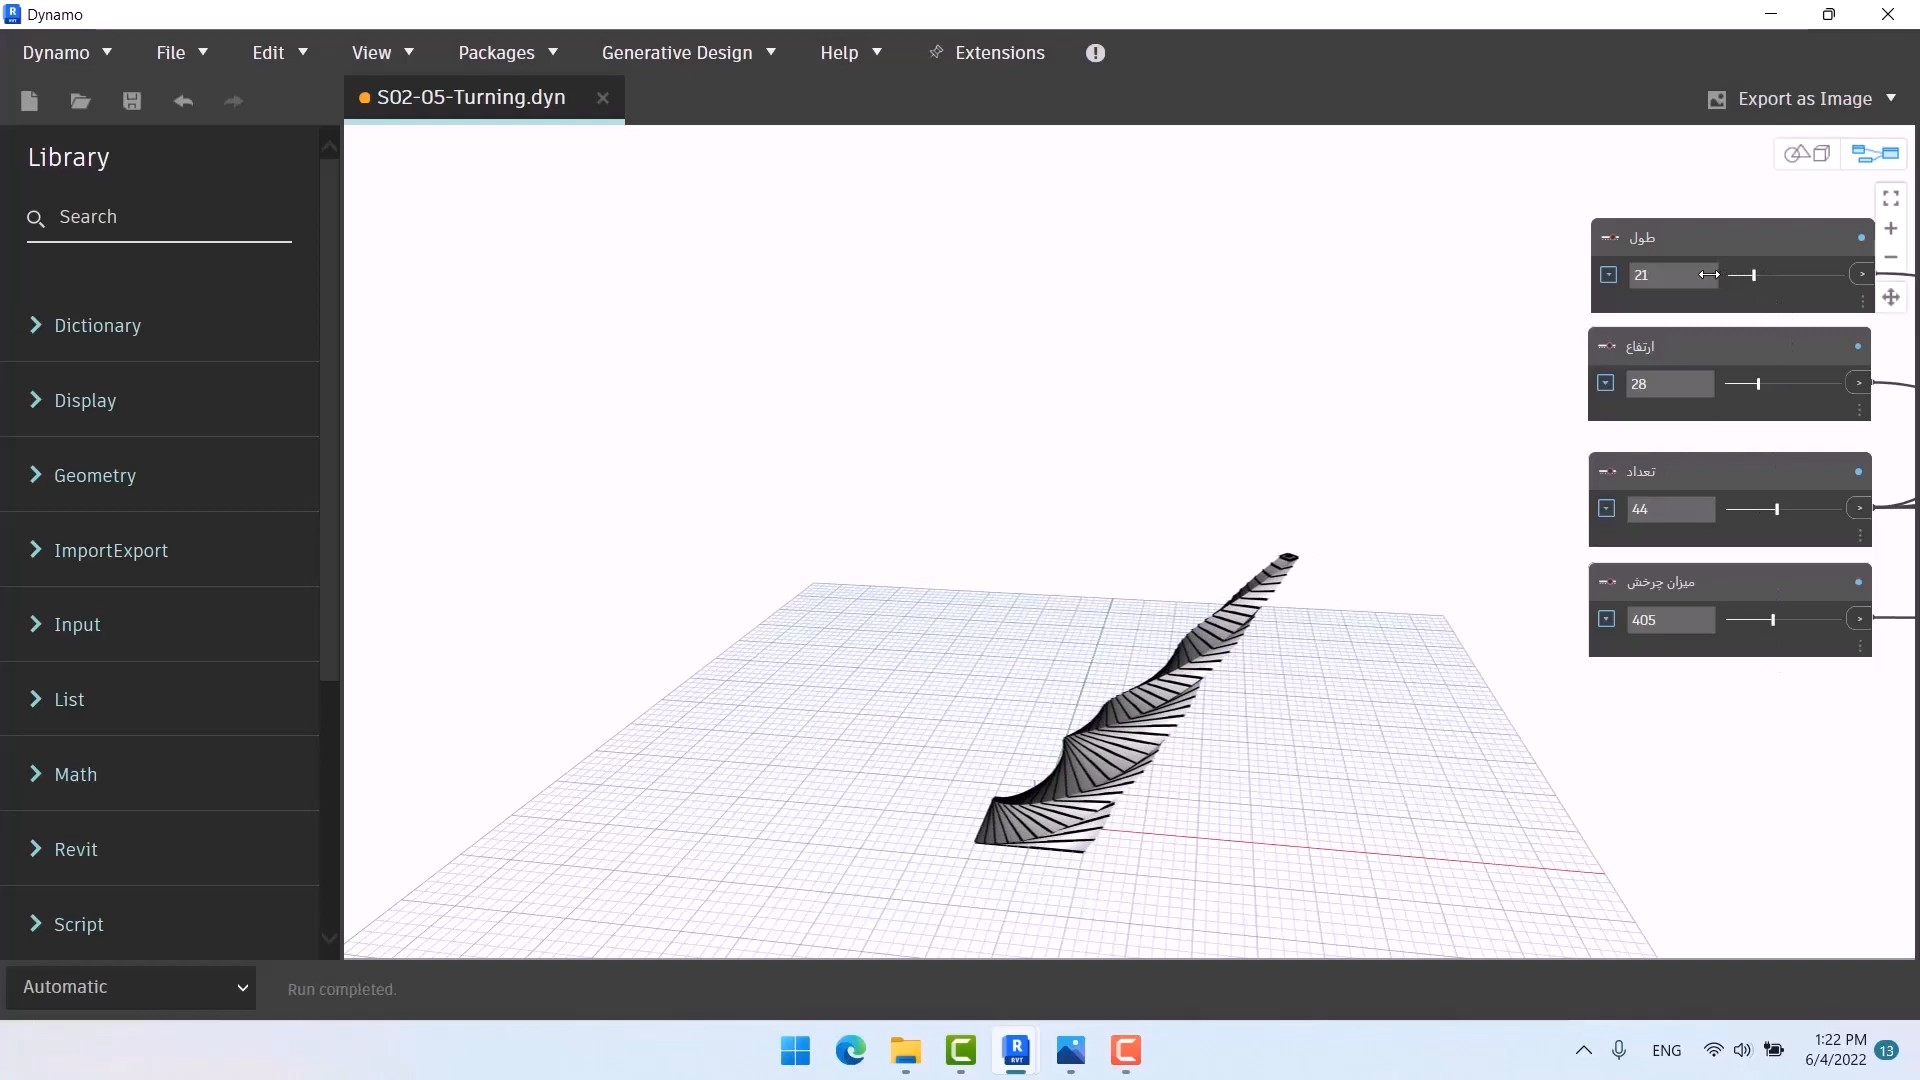 Dynamo
Dynamo File Edit View Packages Generative Design Help Extensions
S02-05-Turning.dyn
Export as Image
Library
Search
Dictionary
Display
Geometry
ImportExport
Input
List
Math
Revit
Script
طول
21
>
ارتفاع
28
>
تعداد
44
>
میزان چرخش
405
>
Automatic
Run completed.
R
RVT
ENG
1:22 PM
6/4/2022
13